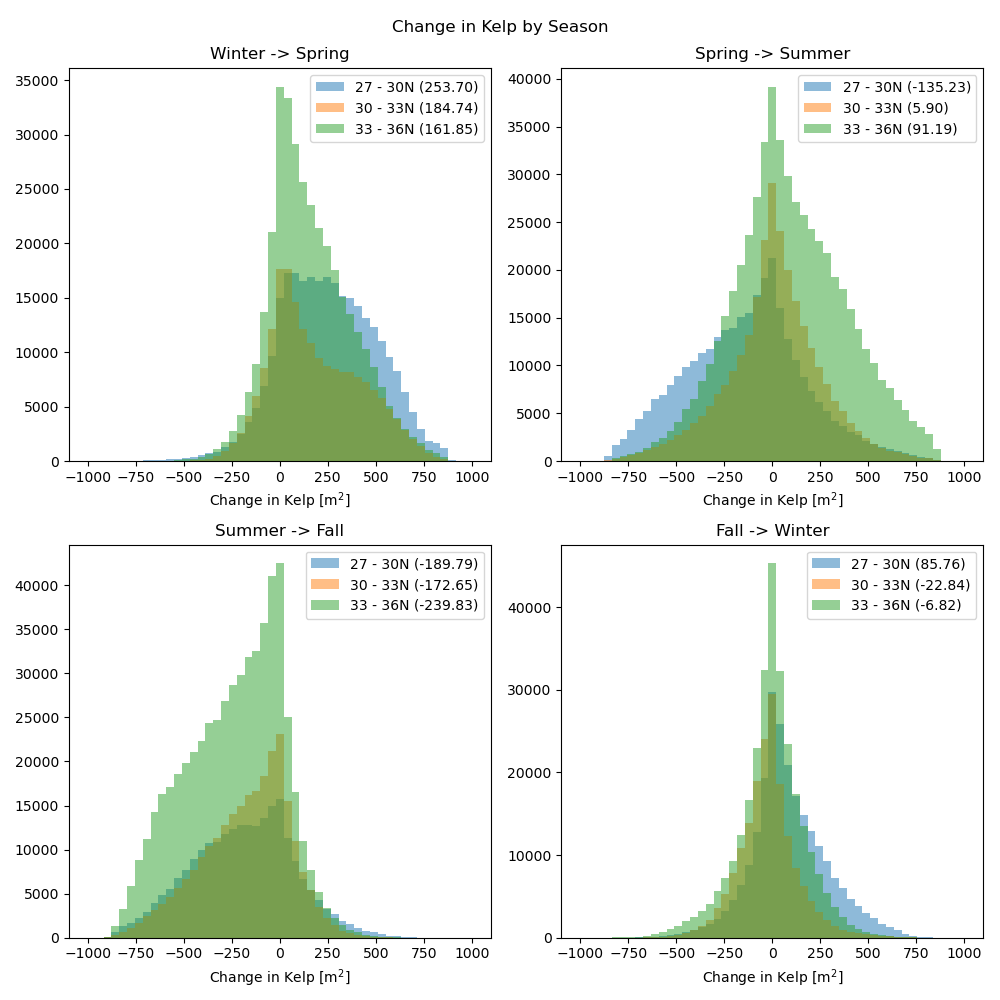 Change in Kelp by Season
Winter -> Spring
35000
30000
25000
20000
15000
10000
5000
0
27 - 30N (253.70)
30 - 33N (184.74)
33 - 36N (161.85)
−1000 −750 −500 −250 0 250 500 750 1000
Change in Kelp [m²]
Spring -> Summer
40000
35000
30000
25000
20000
15000
10000
5000
0
27 - 30N (-135.23)
30 - 33N (5.90)
33 - 36N (91.19)
−1000 −750 −500 −250 0 250 500 750 1000
Change in Kelp [m²]
Summer -> Fall
40000
35000
30000
25000
20000
15000
10000
5000
0
27 - 30N (-189.79)
30 - 33N (-172.65)
33 - 36N (-239.83)
−1000 −750 −500 −250 0 250 500 750 1000
Change in Kelp [m²]
Fall -> Winter
40000
30000
20000
10000
0
27 - 30N (85.76)
30 - 33N (-22.84)
33 - 36N (-6.82)
−1000 −750 −500 −250 0 250 500 750 1000
Change in Kelp [m²]